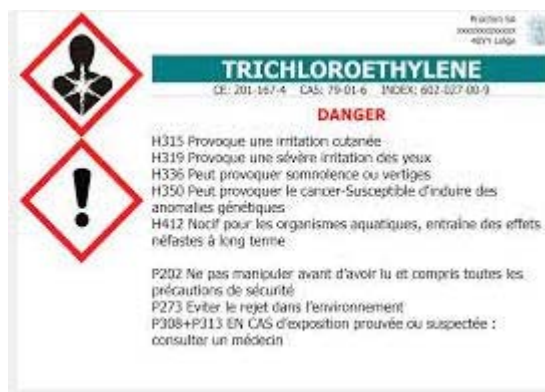 TRICHLOROETHYLENE
CE: 201-167-4 CAS: 79-01-6 INDEX: 602-027-00-9
DANGER
H315 Provoque une irritation cutanée
H319 Provoque une sévère irritation des yeux
H336 Peut provoquer somnolence ou vertiges
H350 Peut provoquer le cancer-Susceptible d'induire des
anomalies génétiques
H412 Nocif pour les organismes aquatiques, entraîne des effets
néfastes à long terme
P202 Ne pas manipuler avant d'avoir lu et compris toutes les
précautions de sécurité
P273 Eviter le rejet dans l'environnement
P308+P313 EN CAS d'exposition prouvée ou suspectée :
consulter un médecin